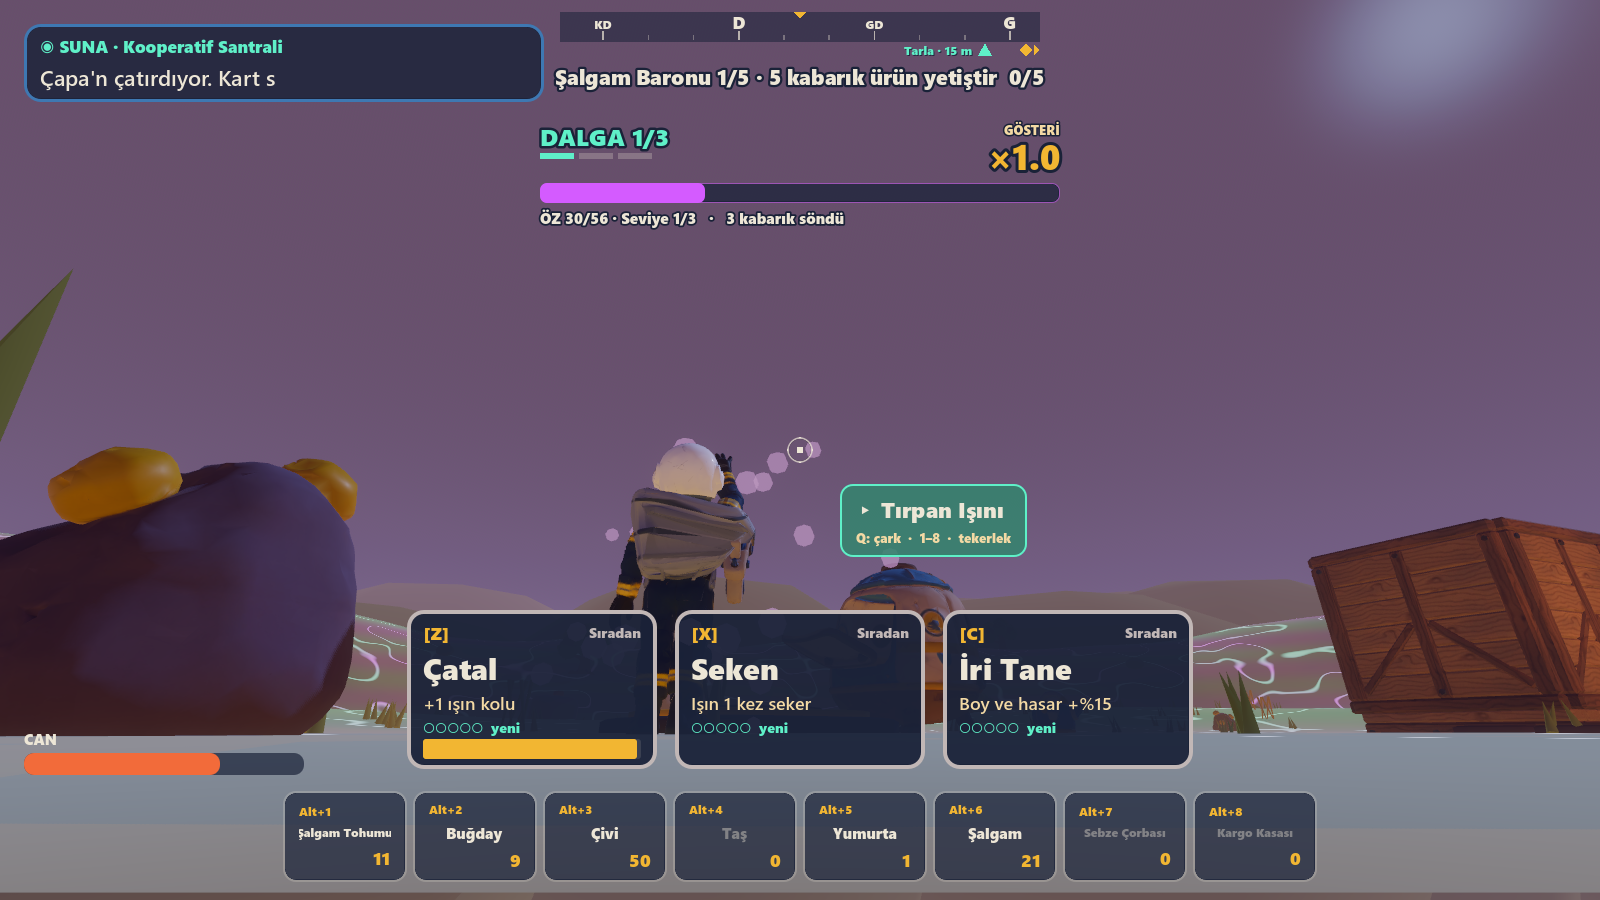 KD D GD G
◉ SUNA · Kooperatif Santrali
Çapa'n çatırdıyor. Kart s
Tarla · 15 m
Şalgam Baronu 1/5 · 5 kabarık ürün yetiştir 0/5
DALGA 1/3
GÖSTERİ
×1.0
ÖZ 30/56 · Seviye 1/3 · 3 kabarık söndü
Tırpan Işını
Q: çark · 1–8 · tekerlek
[Z] Sıradan
Çatal
+1 ışın kolu
○○○○○ yeni
[X] Sıradan
Seken
Işın 1 kez seker
○○○○○ yeni
[C] Sıradan
İri Tane
Boy ve hasar +%15
○○○○○ yeni
CAN
Alt+1
Şalgam Tohumu
11
Alt+2
Buğday
9
Alt+3
Çivi
50
Alt+4
Taş
0
Alt+5
Yumurta
1
Alt+6
Şalgam
21
Alt+7
Sebze Çorbası
0
Alt+8
Kargo Kasası
0